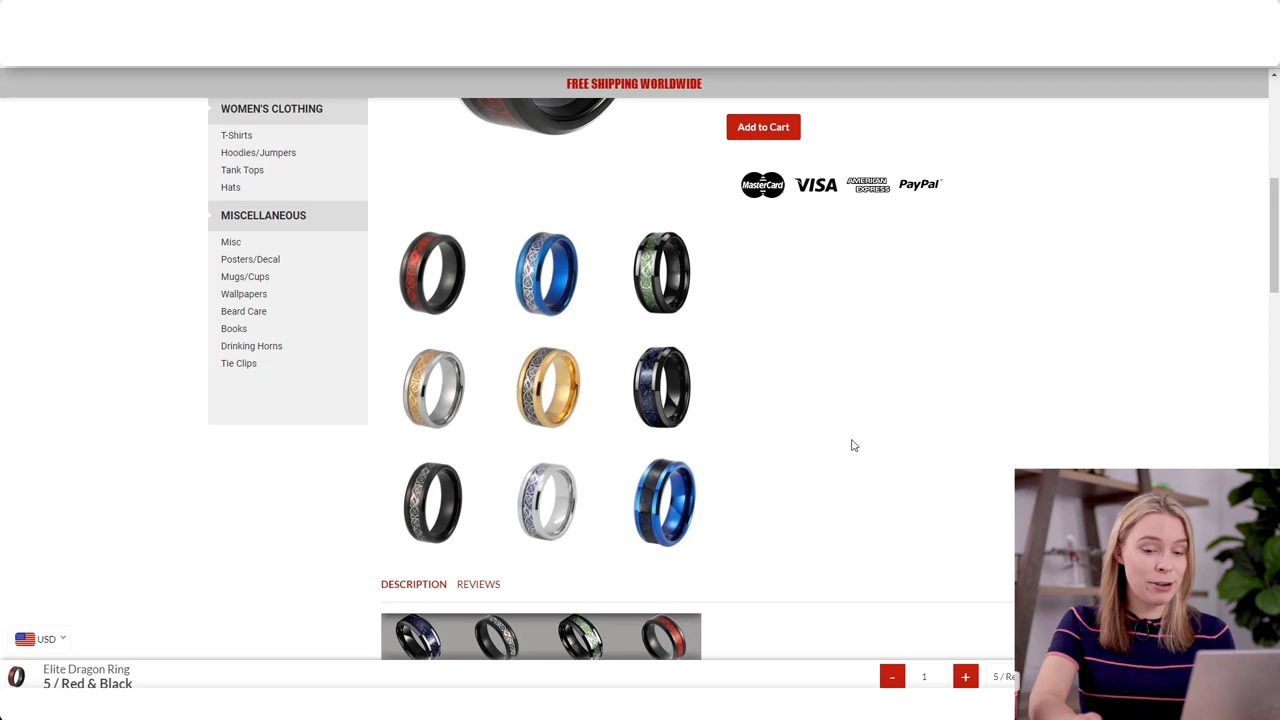 FREE SHIPPING WORLDWIDE
WOMEN'S CLOTHING
T-Shirts
Hoodies/Jumpers
Tank Tops
Hats
MISCELLANEOUS
Misc
Posters/Decal
Mugs/Cups
Wallpapers
Beard Care
Books
Drinking Horns
Tie Clips
Add to Cart
MasterCard VISA AMERICAN EXPRESS PayPal
DESCRIPTION REVIEWS
USD
Elite Dragon Ring
5 / Red & Black
- 1 + 5 / Re